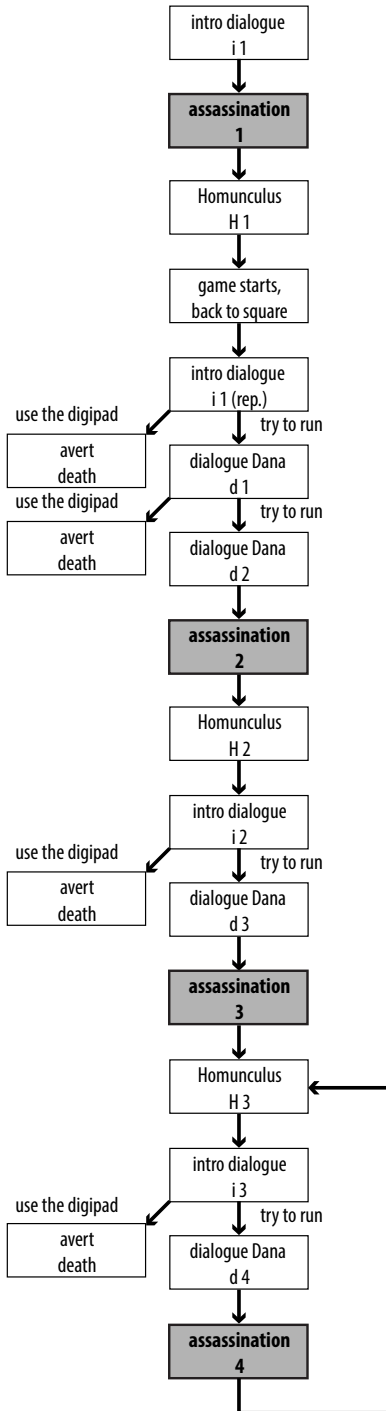 intro dialogue
i 1
assassination
1
Homunculus
H 1
game starts,
back to square
intro dialogue
i 1 (rep.)
use the digipad
try to run
avert
death
dialogue Dana
d 1
use the digipad
try to run
avert
death
dialogue Dana
d 2
assassination
2
Homunculus
H 2
intro dialogue
i 2
use the digipad
try to run
avert
death
dialogue Dana
d 3
assassination
3
Homunculus
H 3
intro dialogue
i 3
use the digipad
try to run
avert
death
dialogue Dana
d 4
assassination
4